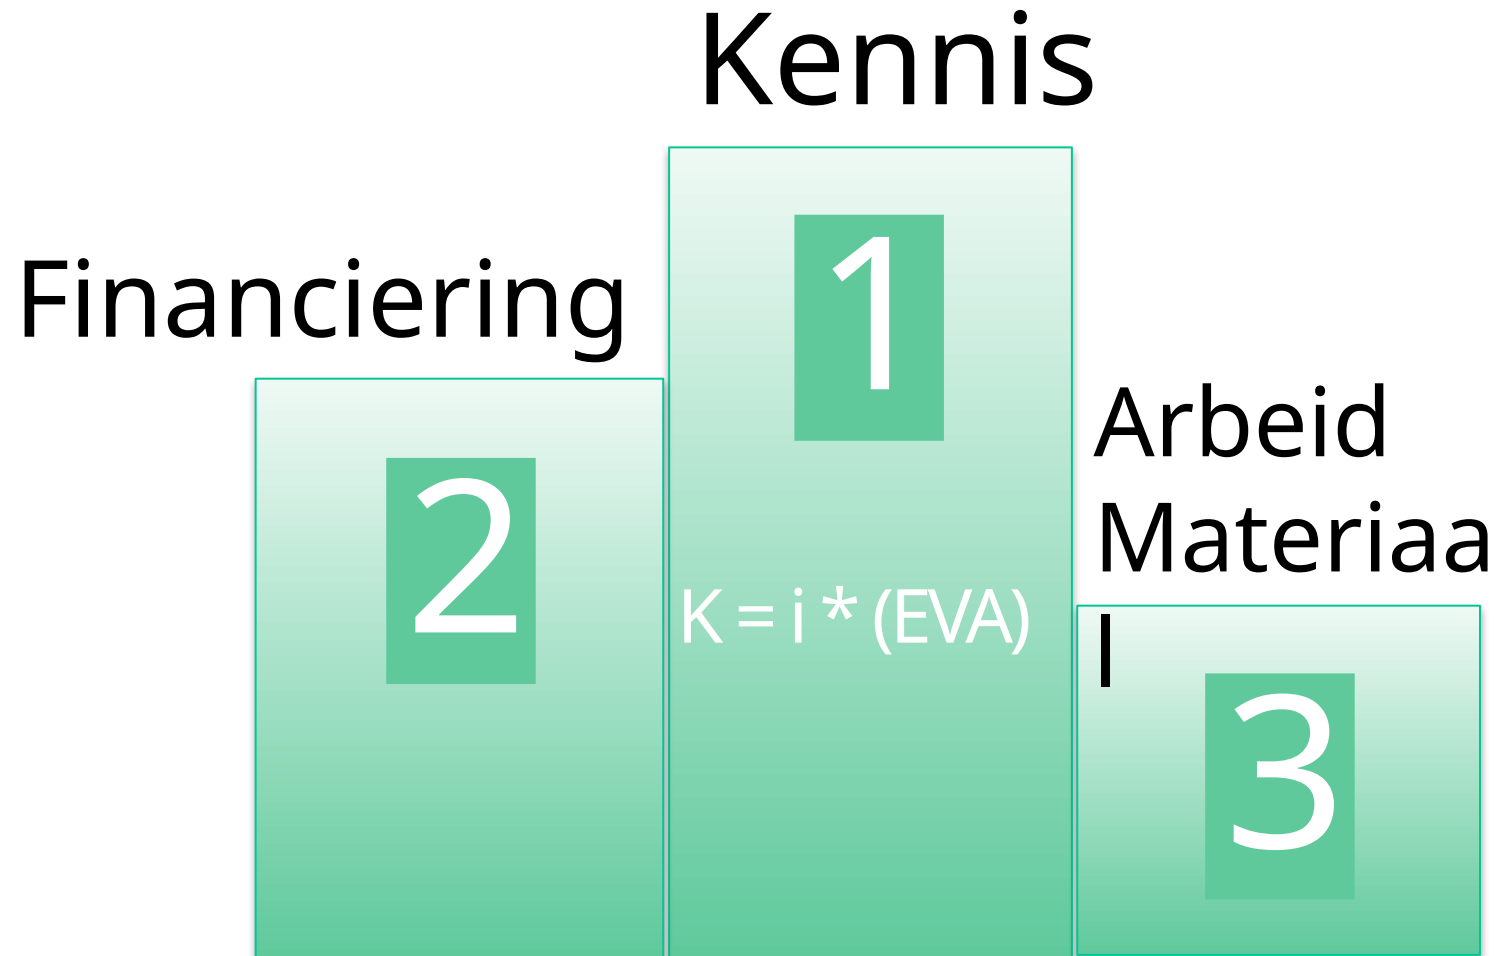 Kennis
1
Financiering
2
K = i * (EVA)
Arbeid
Materiaa
l
3